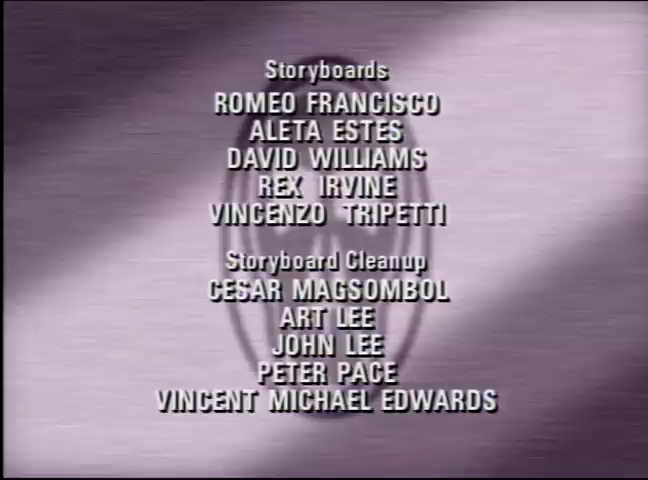 Storyboards
ROMEO FRANCISCO
ALETA ESTES
DAVID WILLIAMS
REX IRVINE
VINCENZO TRIPETTI
Storyboard Cleanup
CESAR MAGSOMBOL
ART LEE
JOHN LEE
PETER PACE
VINCENT MICHAEL EDWARDS